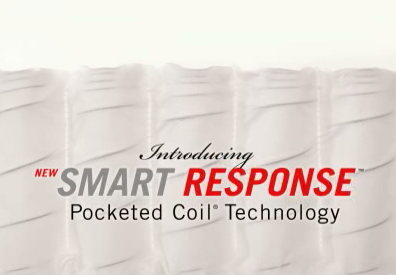 Introducing
NEW SMART RESPONSE™
Pocketed Coil® Technology